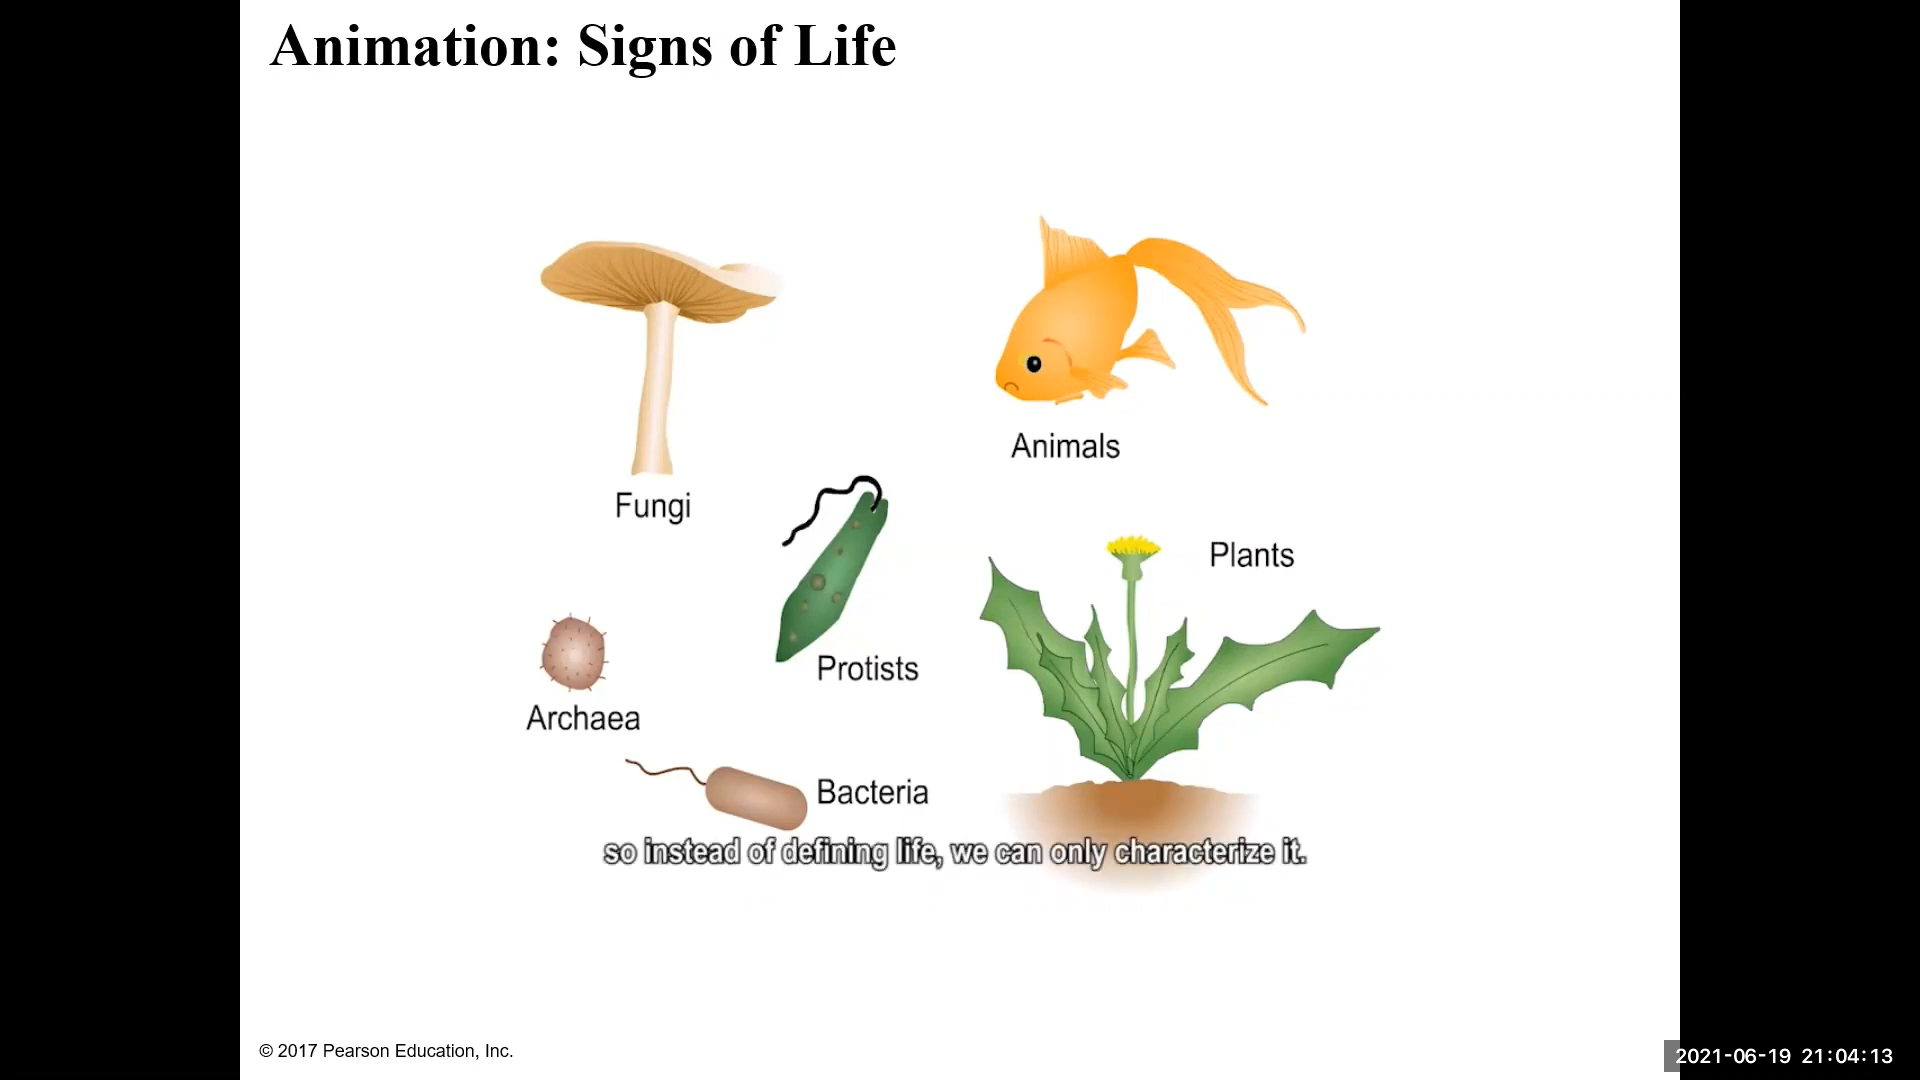 Animation: Signs of Life
Animals
Fungi
Plants
Protists
Archaea
Bacteria
so instead of defining life, we can only characterize it.
© 2017 Pearson Education, Inc.
2021-06-19 21:04:13